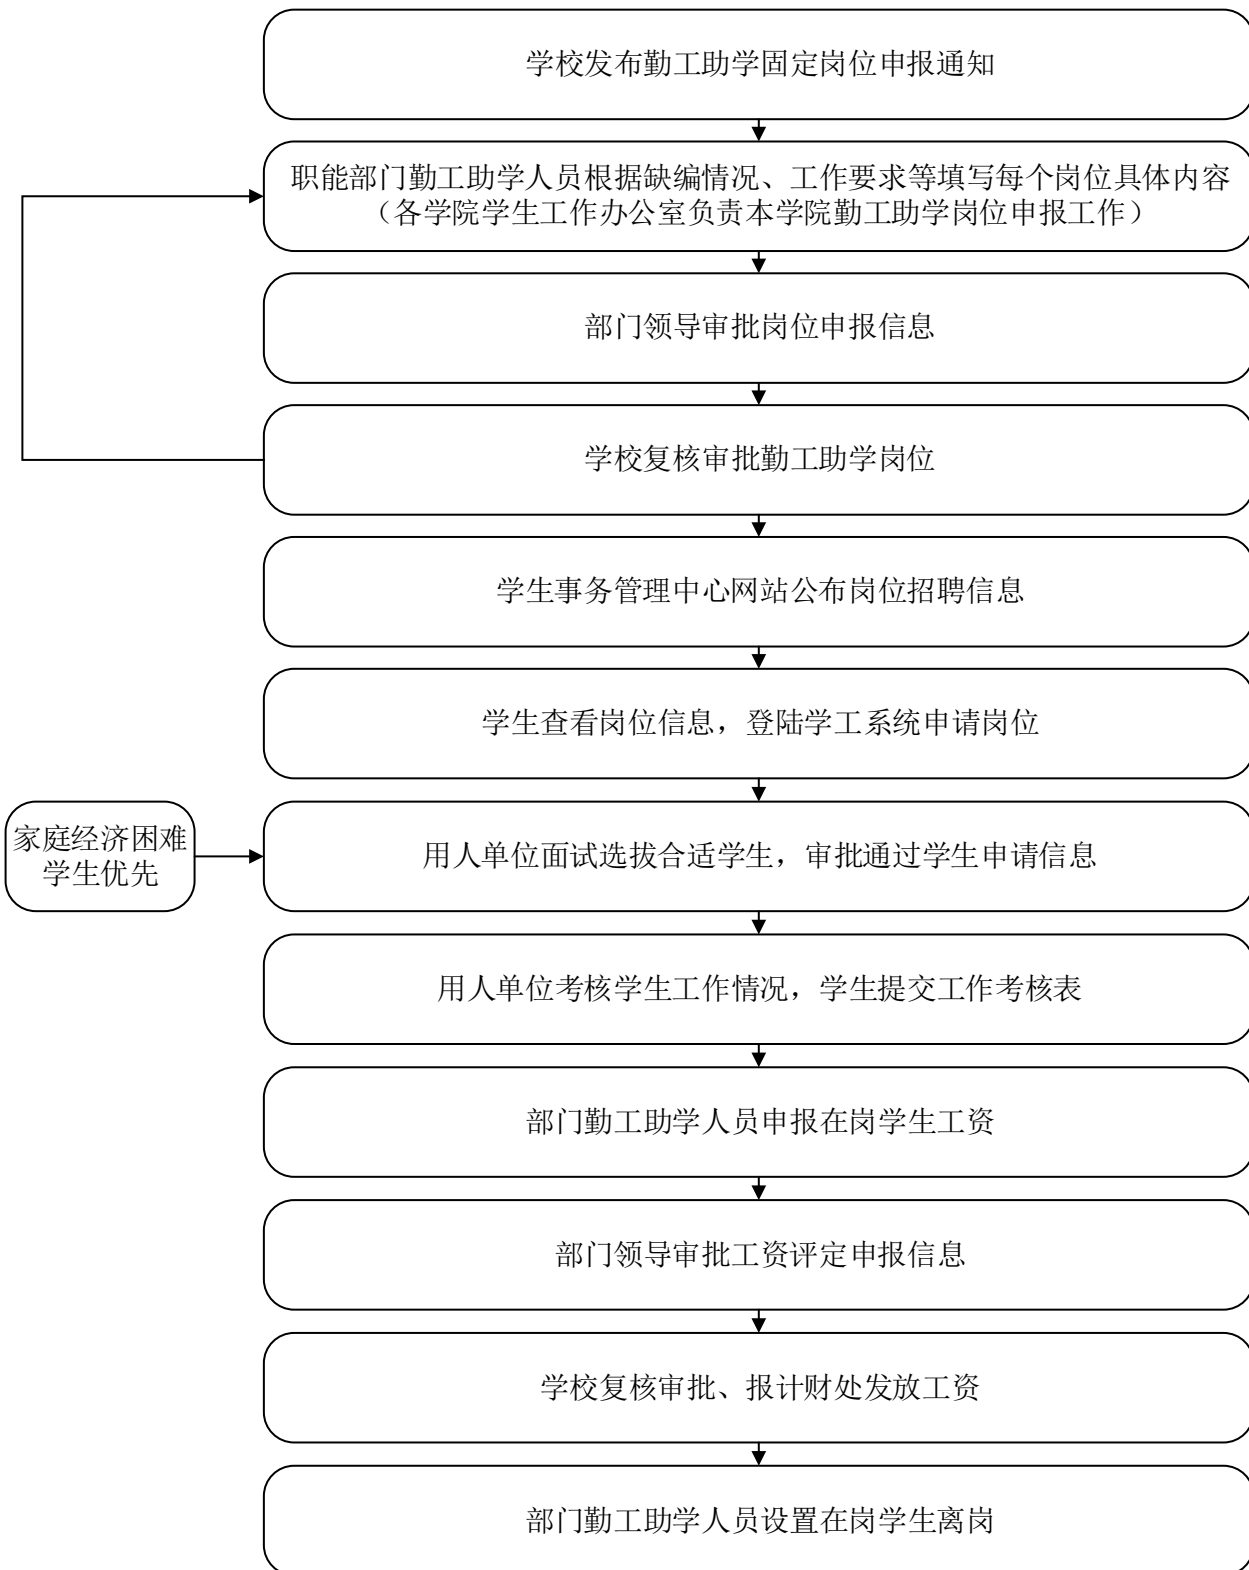 学校发布勤工助学固定岗位申报通知
职能部门勤工助学人员根据缺编情况、工作要求等填写每个岗位具体内容
（各学院学生工作办公室负责本学院勤工助学岗位申报工作）
部门领导审批岗位申报信息
学校复核审批勤工助学岗位
学生事务管理中心网站公布岗位招聘信息
学生查看岗位信息，登陆学工系统申请岗位
家庭经济困难
学生优先
用人单位面试选拔合适学生，审批通过学生申请信息
用人单位考核学生工作情况，学生提交工作考核表
部门勤工助学人员申报在岗学生工资
部门领导审批工资评定申报信息
学校复核审批、报计财处发放工资
部门勤工助学人员设置在岗学生离岗